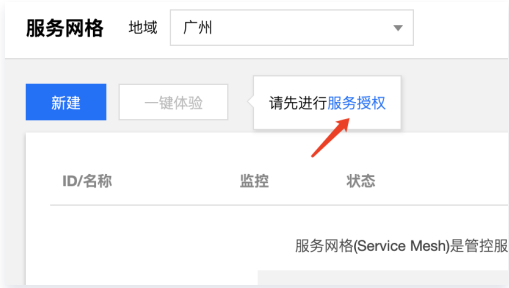 服务网格 地域 广州
新建 一键体验 请先进行服务授权
ID/名称 监控 状态
服务网格(Service Mesh)是管控服